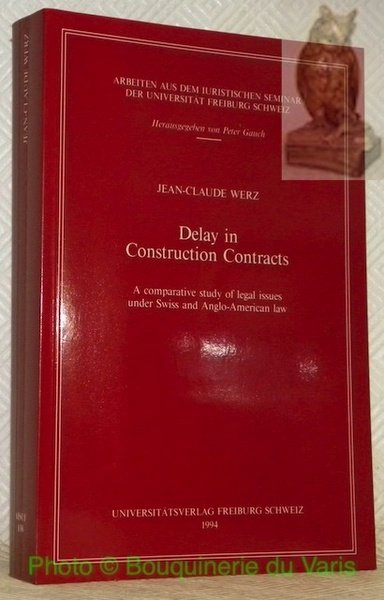 JEAN-CLAUDE WERZ
ARBEITEN AUS DEM IURISTISCHEN SEMINAR
DER UNIVERSITÄT FREIBURG SCHWEIZ
Herausgegeben von Peter Gauch
JEAN-CLAUDE WERZ
Delay in
Construction Contracts
A comparative study of legal issues
under Swiss and Anglo-American law
UNIVERSITÄTSVERLAG FREIBURG SCHWEIZ
1994
Photo © Bouquinerie du Varis